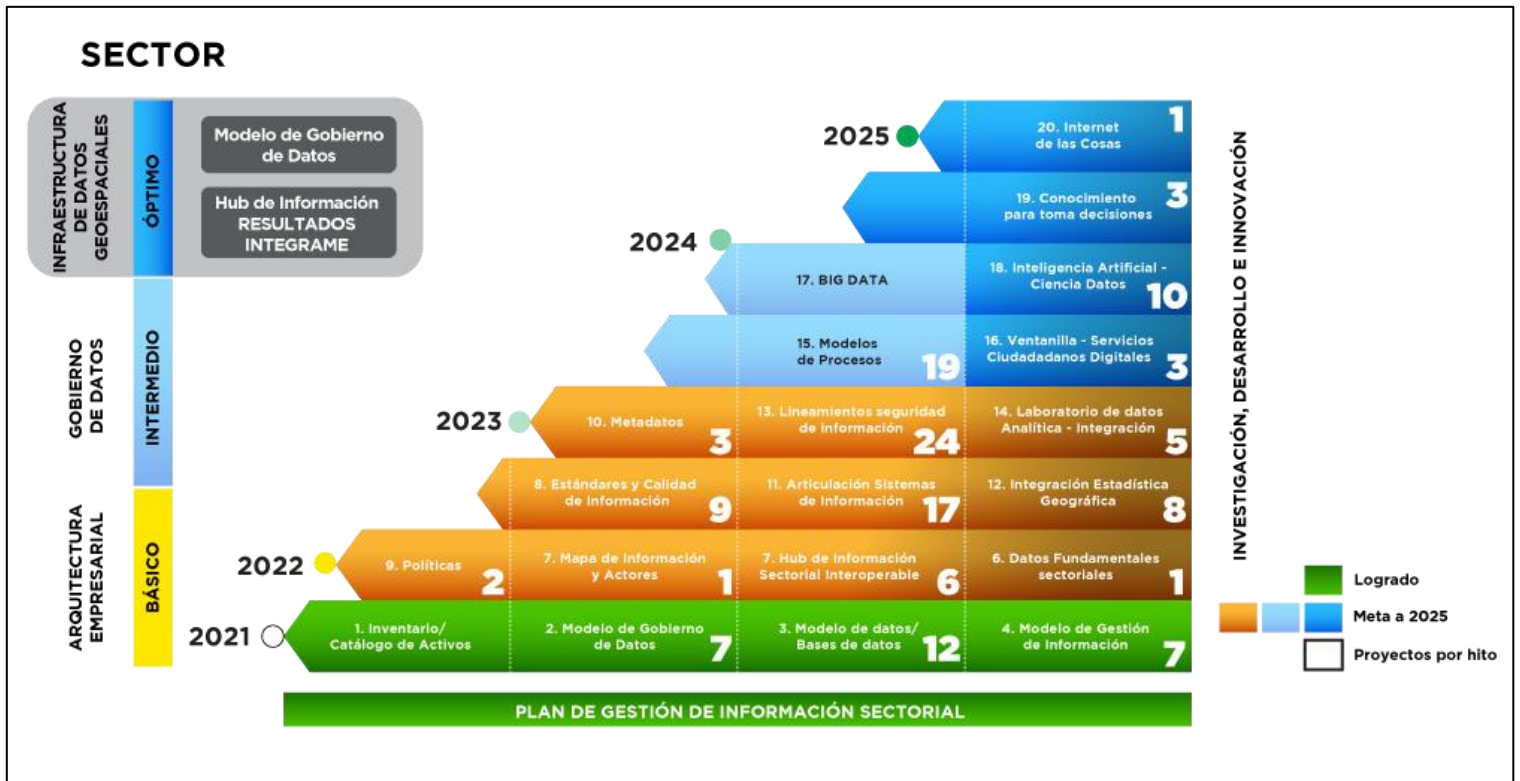 SECTOR
INFRAESTRUCTURA
DE DATOS
GEOESPACIALES
ÓPTIMO
Modelo de Gobierno
de Datos
Hub de Información
RESULTADOS
INTEGRAME
GOBIERNO
DE DATOS
INTERMEDIO
ARQUITECTURA
EMPRESARIAL
BÁSICO
2025
20. Internet
de las Cosas
1
19. Conocimiento
para toma decisiones
3
2024
17. BIG DATA
18. Inteligencia Artificial -
Ciencia Datos
10
15. Modelos
de Procesos
19
16. Ventanilla - Servicios
Ciudadadanos Digitales
3
2023
10. Metadatos
3
13. Lineamientos seguridad
de información
24
14. Laboratorio de datos
Analítica - Integración
5
8. Estándares y Calidad
de Información
9
11. Articulación Sistemas
de Información
17
12. Integración Estadística
Geográfica
8
2022
9. Políticas
2
7. Mapa de Información
y Actores
1
7. Hub de Información
Sectorial Interoperable
6
6. Datos Fundamentales
sectoriales
1
2021
1. Inventario/
Catálogo de Activos
2. Modelo de Gobierno
de Datos
7
3. Modelo de datos/
Bases de datos
12
4. Modelo de Gestión
de Información
7
PLAN DE GESTIÓN DE INFORMACIÓN SECTORIAL
INVESTIGACIÓN, DESARROLLO E INNOVACIÓN
Logrado
Meta a 2025
Proyectos por hito